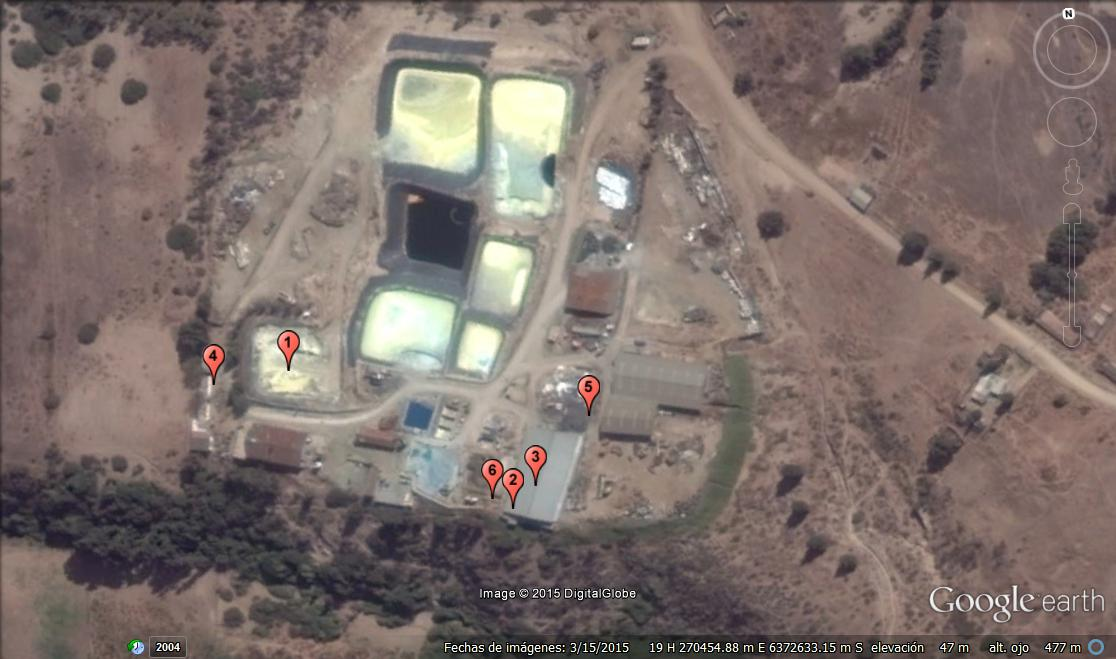 N
1
4
5
3
6
2
Image © 2015 DigitalGlobe
Google earth
2004
Fechas de imágenes: 3/15/2015 19 H 270454.88 m E 6372633.15 m S elevación 47 m alt. ojo 477 m